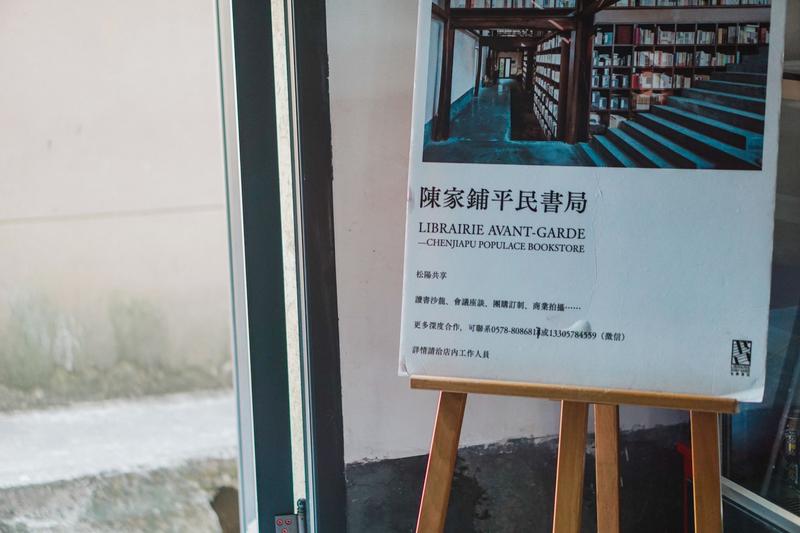 陳家鋪平民書局
LIBRAIRIE AVANT-GARDE
—CHENJIAPU POPULACE BOOKSTORE
松陽共享
讀書沙龍、會議座談、團購訂制、商業拍攝……
更多深度合作，可聯系0578-8086817或13305784559（微信）
詳情請洽店內工作人員